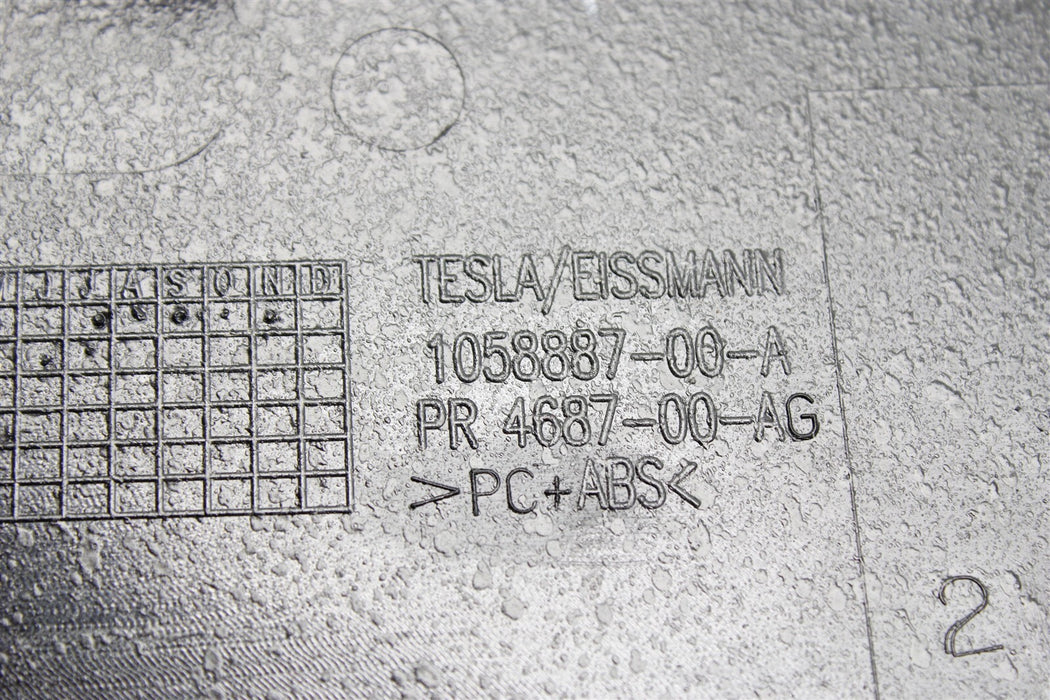 J J A S O N D
TESLA/EISSMANN
1058887-00-A
PR 4687-00-AG
>PC+ABS<
2